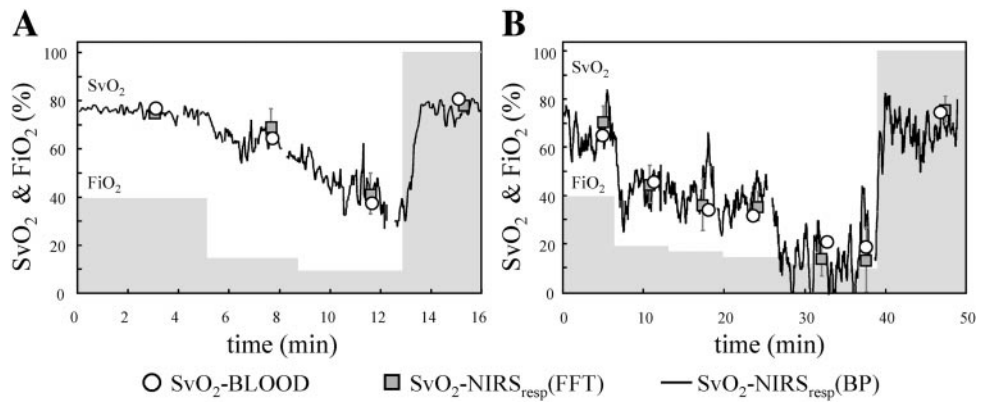 A
B
SvO₂ & FiO₂ (%)
100
80
60
40
20
0
SvO₂
FiO₂
0 2 4 6 8 10 12 14 16
time (min)
SvO₂ & FiO₂ (%)
100
80
60
40
20
0
SvO₂
FiO₂
0 10 20 30 40 50
time (min)
SvO₂-BLOOD
SvO₂-NIRSresp(FFT)
SvO₂-NIRSresp(BP)